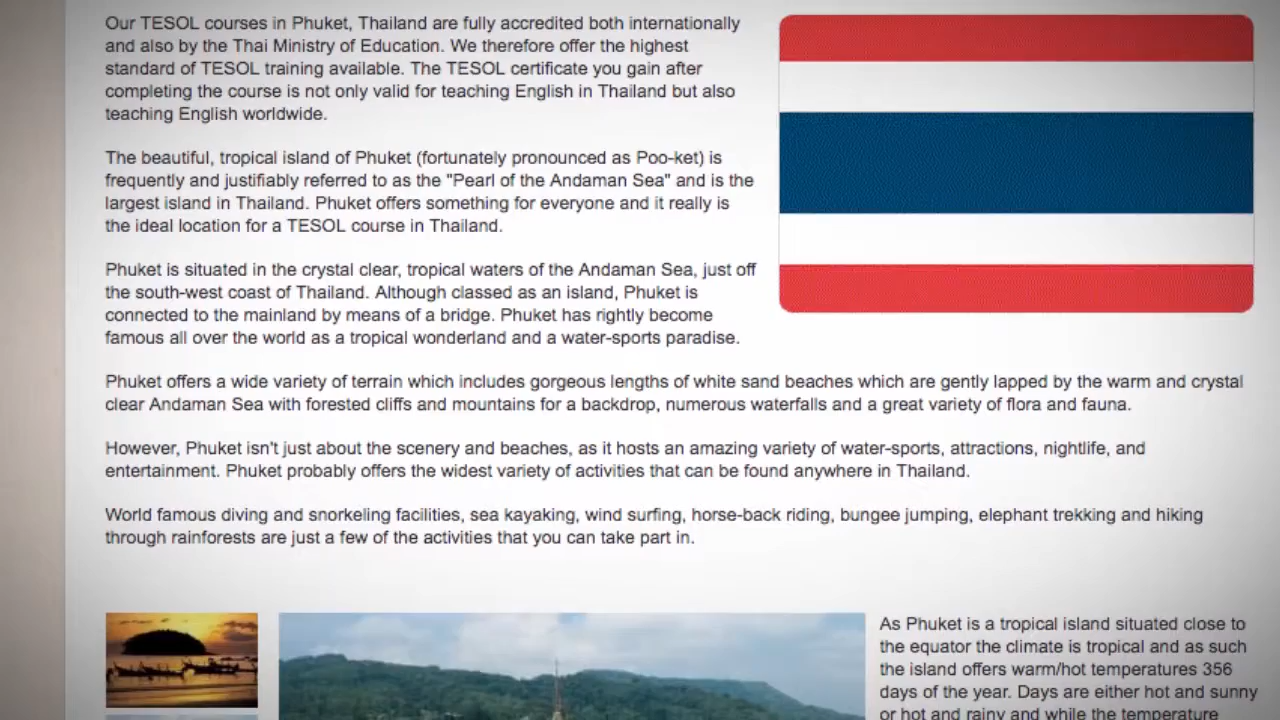 Our TESOL courses in Phuket, Thailand are fully accredited both internationally
and also by the Thai Ministry of Education. We therefore offer the highest
standard of TESOL training available. The TESOL certificate you gain after
completing the course is not only valid for teaching English in Thailand but also
teaching English worldwide.
The beautiful, tropical island of Phuket (fortunately pronounced as Poo-ket) is
frequently and justifiably referred to as the "Pearl of the Andaman Sea" and is the
largest island in Thailand. Phuket offers something for everyone and it really is
the ideal location for a TESOL course in Thailand.
Phuket is situated in the crystal clear, tropical waters of the Andaman Sea, just off
the south-west coast of Thailand. Although classed as an island, Phuket is
connected to the mainland by means of a bridge. Phuket has rightly become
famous all over the world as a tropical wonderland and a water-sports paradise.
Phuket offers a wide variety of terrain which includes gorgeous lengths of white sand beaches which are gently lapped by the warm and crystal
clear Andaman Sea with forested cliffs and mountains for a backdrop, numerous waterfalls and a great variety of flora and fauna.
However, Phuket isn't just about the scenery and beaches, as it hosts an amazing variety of water-sports, attractions, nightlife, and
entertainment. Phuket probably offers the widest variety of activities that can be found anywhere in Thailand.
World famous diving and snorkeling facilities, sea kayaking, wind surfing, horse-back riding, bungee jumping, elephant trekking and hiking
through rainforests are just a few of the activities that you can take part in.
As Phuket is a tropical island situated close to
the equator the climate is tropical and as such
the island offers warm/hot temperatures 356
days of the year. Days are either hot and sunny
or hot and rainy and while the temperature